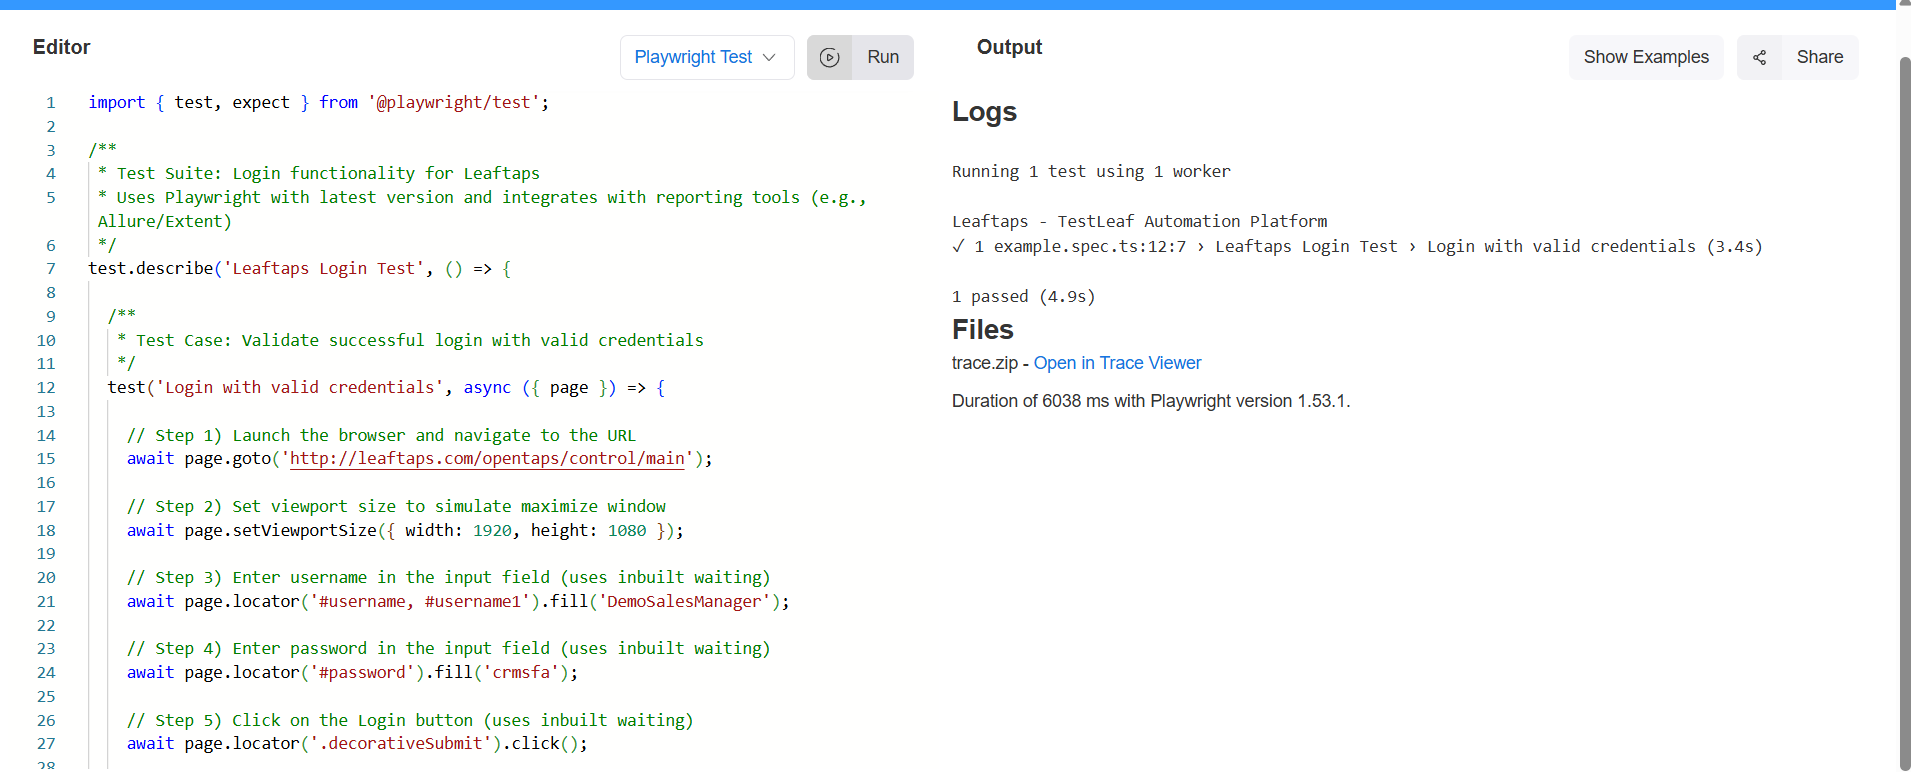 Editor
Playwright Test
Run
1 import { test, expect } from '@playwright/test';
2
3 /**
4 * Test Suite: Login functionality for Leaftaps
5 * Uses Playwright with latest version and integrates with reporting tools (e.g.,
Allure/Extent)
6 */
7 test.describe('Leaftaps Login Test', () => {
8
9 /**
10 * Test Case: Validate successful login with valid credentials
11 */
12 test('Login with valid credentials', async ({ page }) => {
13
14 // Step 1) Launch the browser and navigate to the URL
15 await page.goto('http://leaftaps.com/opentaps/control/main');
16
17 // Step 2) Set viewport size to simulate maximize window
18 await page.setViewportSize({ width: 1920, height: 1080 });
19
20 // Step 3) Enter username in the input field (uses inbuilt waiting)
21 await page.locator('#username, #username1').fill('DemoSalesManager');
22
23 // Step 4) Enter password in the input field (uses inbuilt waiting)
24 await page.locator('#password').fill('crmsfa');
25
26 // Step 5) Click on the Login button (uses inbuilt waiting)
27 await page.locator('.decorativeSubmit').click();
28
Output
Show Examples
Share
Logs
Running 1 test using 1 worker
Leaftaps - TestLeaf Automation Platform
✓ 1 example.spec.ts:12:7 › Leaftaps Login Test › Login with valid credentials (3.4s)
1 passed (4.9s)
Files
trace.zip - Open in Trace Viewer
Duration of 6038 ms with Playwright version 1.53.1.